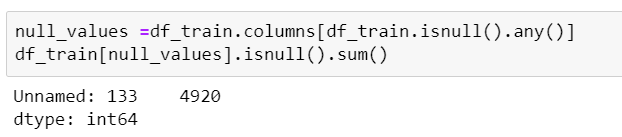 null_values =df_train.columns[df_train.isnull().any()]
df_train[null_values].isnull().sum()
Unnamed: 133    4920
dtype: int64